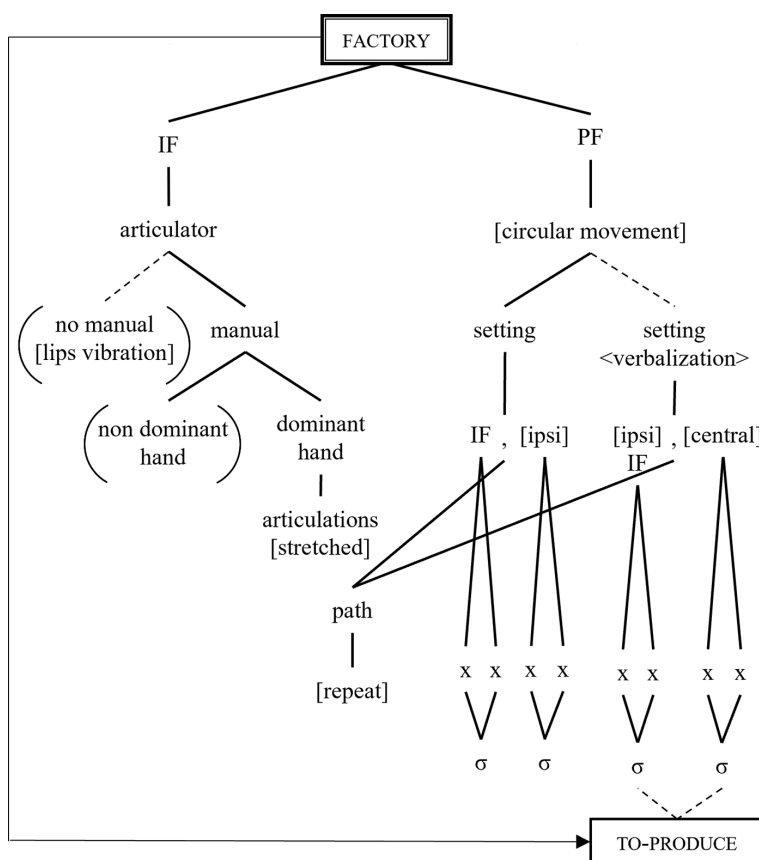 FACTORY
IF
PF
articulator
[circular movement]
no manual
[lips vibration]
manual
setting
setting
<verbalization>
non dominant
hand
dominant
hand
IF , [ipsi]
[ipsi] , [central]
IF
articulations
[stretched]
path
[repeat]
x x x x x x x x
σ σ σ σ
TO-PRODUCE